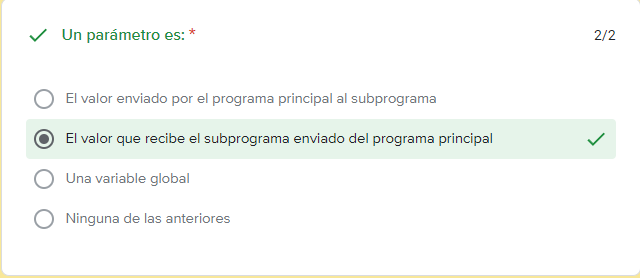 Un parámetro es: * 2/2
El valor enviado por el programa principal al subprograma
El valor que recibe el subprograma enviado del programa principal
Una variable global
Ninguna de las anteriores